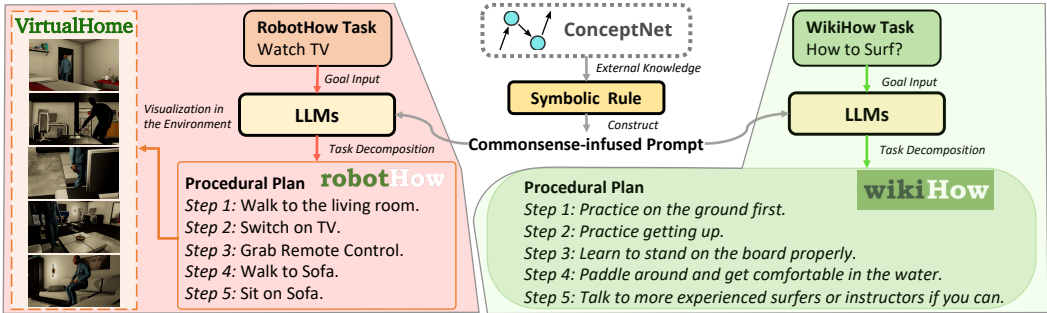 VirtualHome
RobotHow Task
Watch TV
Goal Input
Visualization in
the Environment
LLMs
Task Decomposition
robotHow
Procedural Plan
Step 1: Walk to the living room.
Step 2: Switch on TV.
Step 3: Grab Remote Control.
Step 4: Walk to Sofa.
Step 5: Sit on Sofa.
ConceptNet
External Knowledge
Symbolic Rule
Construct
Commonsense-infused Prompt
WikiHow Task
How to Surf?
Goal Input
LLMs
Task Decomposition
wikiHow
Procedural Plan
Step 1: Practice on the ground first.
Step 2: Practice getting up.
Step 3: Learn to stand on the board properly.
Step 4: Paddle around and get comfortable in the water.
Step 5: Talk to more experienced surfers or instructors if you can.